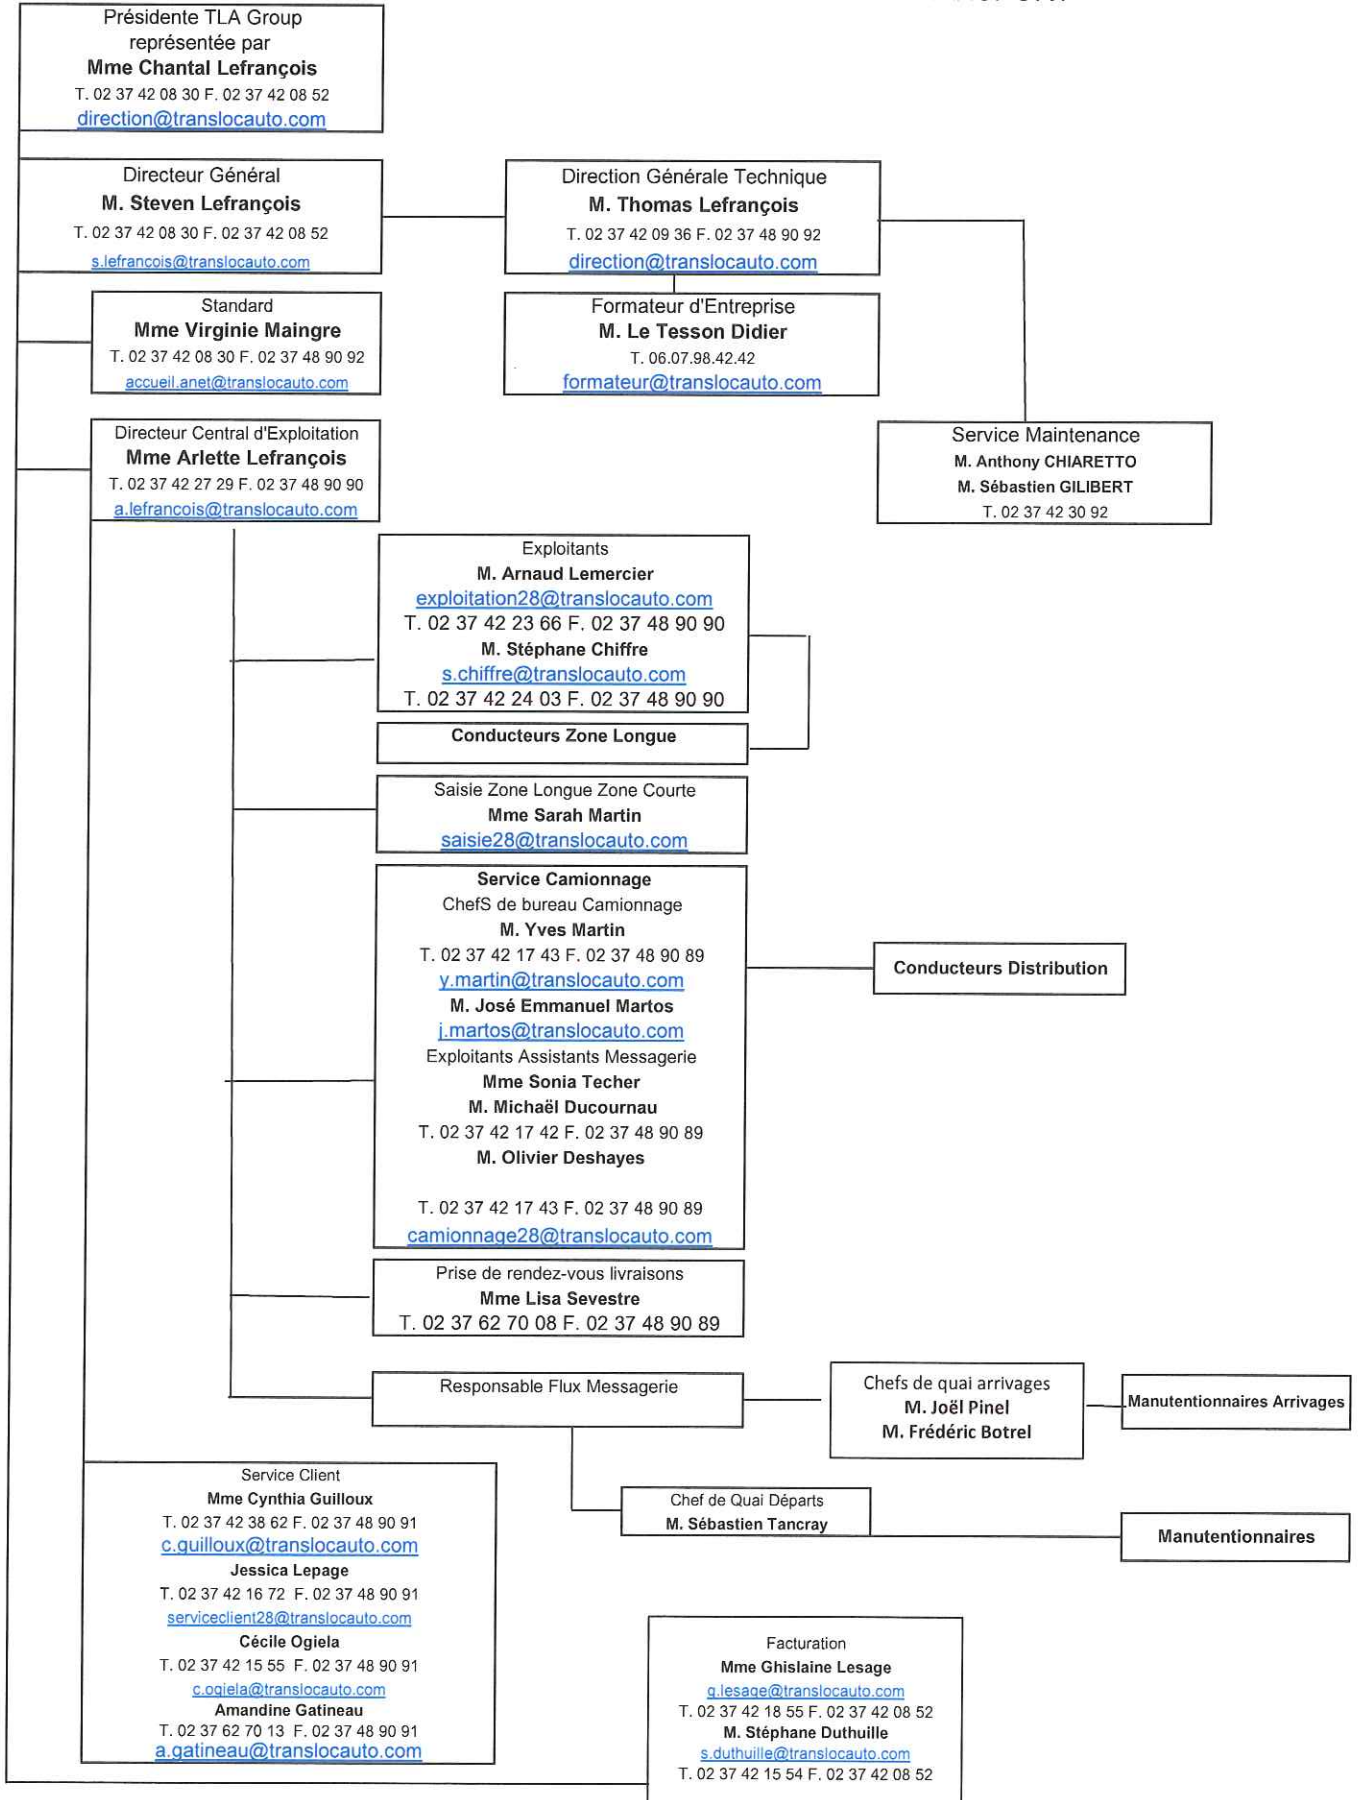 Présidente TLA Group
représentée par
Mme Chantal Lefrançois
T. 02 37 42 08 30 F. 02 37 42 08 52
direction@translocauto.com
Directeur Général
M. Steven Lefrançois
T. 02 37 42 08 30 F. 02 37 42 08 52
s.lefrancois@translocauto.com
Direction Générale Technique
M. Thomas Lefrançois
T. 02 37 42 09 36 F. 02 37 48 90 92
direction@translocauto.com
Standard
Mme Virginie Maingre
T. 02 37 42 08 30 F. 02 37 48 90 92
accueil.anet@translocauto.com
Formateur d'Entreprise
M. Le Tesson Didier
T. 06.07.98.42.42
formateur@translocauto.com
Directeur Central d'Exploitation
Mme Arlette Lefrançois
T. 02 37 42 27 29 F. 02 37 48 90 90
a.lefrancois@translocauto.com
Service Maintenance
M. Anthony CHIARETTO
M. Sébastien GILIBERT
T. 02 37 42 30 92
Exploitants
M. Arnaud Lemercier
exploitation28@translocauto.com
T. 02 37 42 23 66 F. 02 37 48 90 90
M. Stéphane Chiffre
s.chiffre@translocauto.com
T. 02 37 42 24 03 F. 02 37 48 90 90
Conducteurs Zone Longue
Saisie Zone Longue Zone Courte
Mme Sarah Martin
saisie28@translocauto.com
Service Camionnage
ChefS de bureau Camionnage
M. Yves Martin
T. 02 37 42 17 43 F. 02 37 48 90 89
y.martin@translocauto.com
M. José Emmanuel Martos
j.martos@translocauto.com
Exploitants Assistants Messagerie
Mme Sonia Techer
M. Michaël Ducournau
T. 02 37 42 17 42 F. 02 37 48 90 89
M. Olivier Deshayes
T. 02 37 42 17 43 F. 02 37 48 90 89
camionnage28@translocauto.com
Conducteurs Distribution
Prise de rendez-vous livraisons
Mme Lisa Sevestre
T. 02 37 62 70 08 F. 02 37 48 90 89
Responsable Flux Messagerie
Chefs de quai arrivages
M. Joël Pinel
M. Frédéric Botrel
Manutentionnaires Arrivages
Chef de Quai Départs
M. Sébastien Tancray
Manutentionnaires
Service Client
Mme Cynthia Guilloux
T. 02 37 42 38 62 F. 02 37 48 90 91
c.guilloux@translocauto.com
Jessica Lepage
T. 02 37 42 16 72 F. 02 37 48 90 91
serviceclient28@translocauto.com
Cécile Ogiela
T. 02 37 42 15 55 F. 02 37 48 90 91
c.ogiela@translocauto.com
Amandine Gatineau
T. 02 37 62 70 13 F. 02 37 48 90 91
a.gatineau@translocauto.com
Facturation
Mme Ghislaine Lesage
g.lesage@translocauto.com
T. 02 37 42 18 55 F. 02 37 42 08 52
M. Stéphane Duthuille
s.duthuille@translocauto.com
T. 02 37 42 15 54 F. 02 37 42 08 52